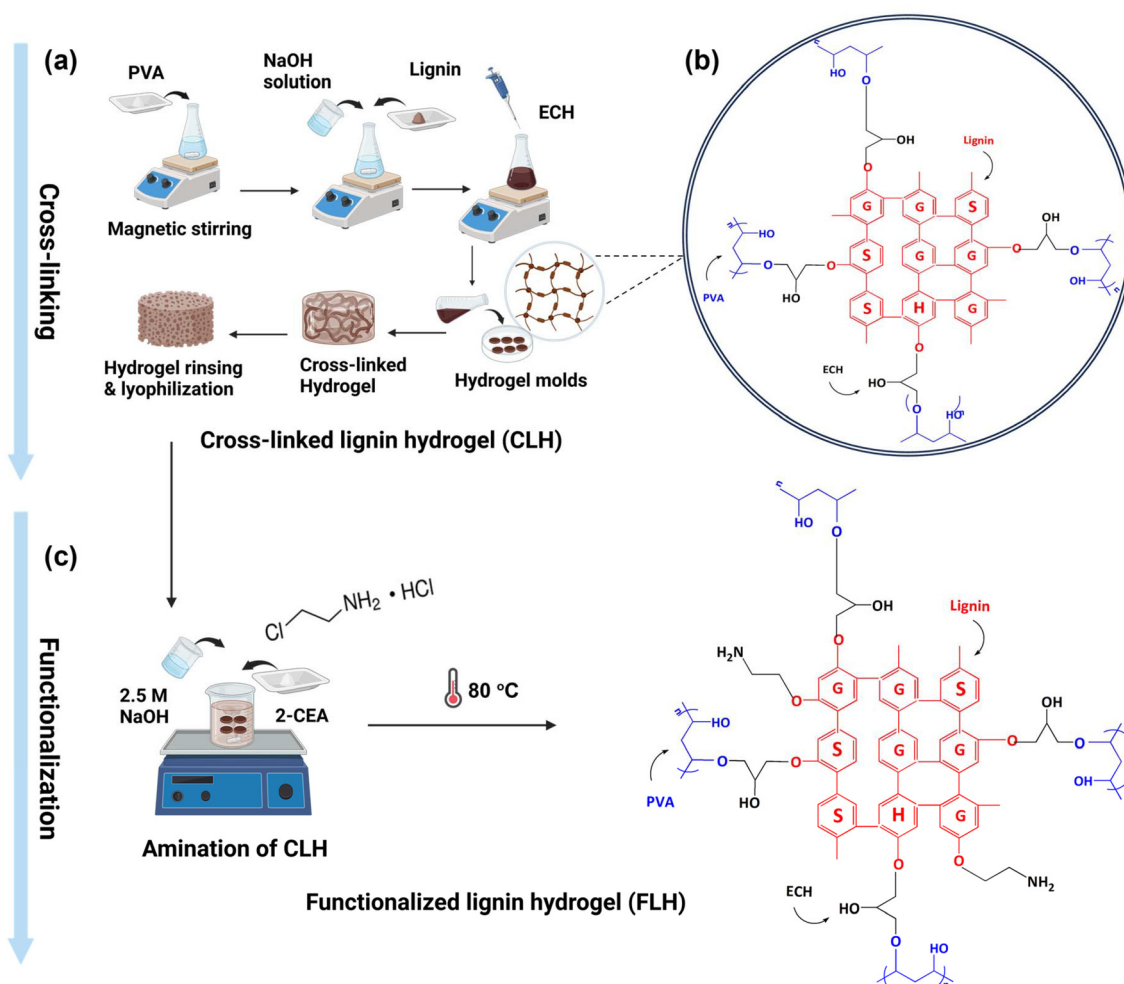 Cross-linking
(a)
PVA
NaOH
solution
Lignin
ECH
Magnetic stirring
Hydrogel rinsing
& lyophilization
Cross-linked
Hydrogel
Hydrogel molds
Cross-linked lignin hydrogel (CLH)
(b)
n
HO
O
OH
O
Lignin
G
G
S
n
HO
O
HO
O
S
G
G
O
OH
O
OH
n
PVA
S
H
G
O
ECH
HO
O
HO
n
Functionalization
(c)
Cl
NH2 • HCl
2.5 M
NaOH
2-CEA
80 °C
Amination of CLH
Functionalized lignin hydrogel (FLH)
n
HO
O
OH
O
Lignin
H2N
O
G
G
S
n
HO
O
HO
O
S
G
G
O
OH
O
OH
n
PVA
S
H
G
O
O
NH2
ECH
HO
O
HO
n